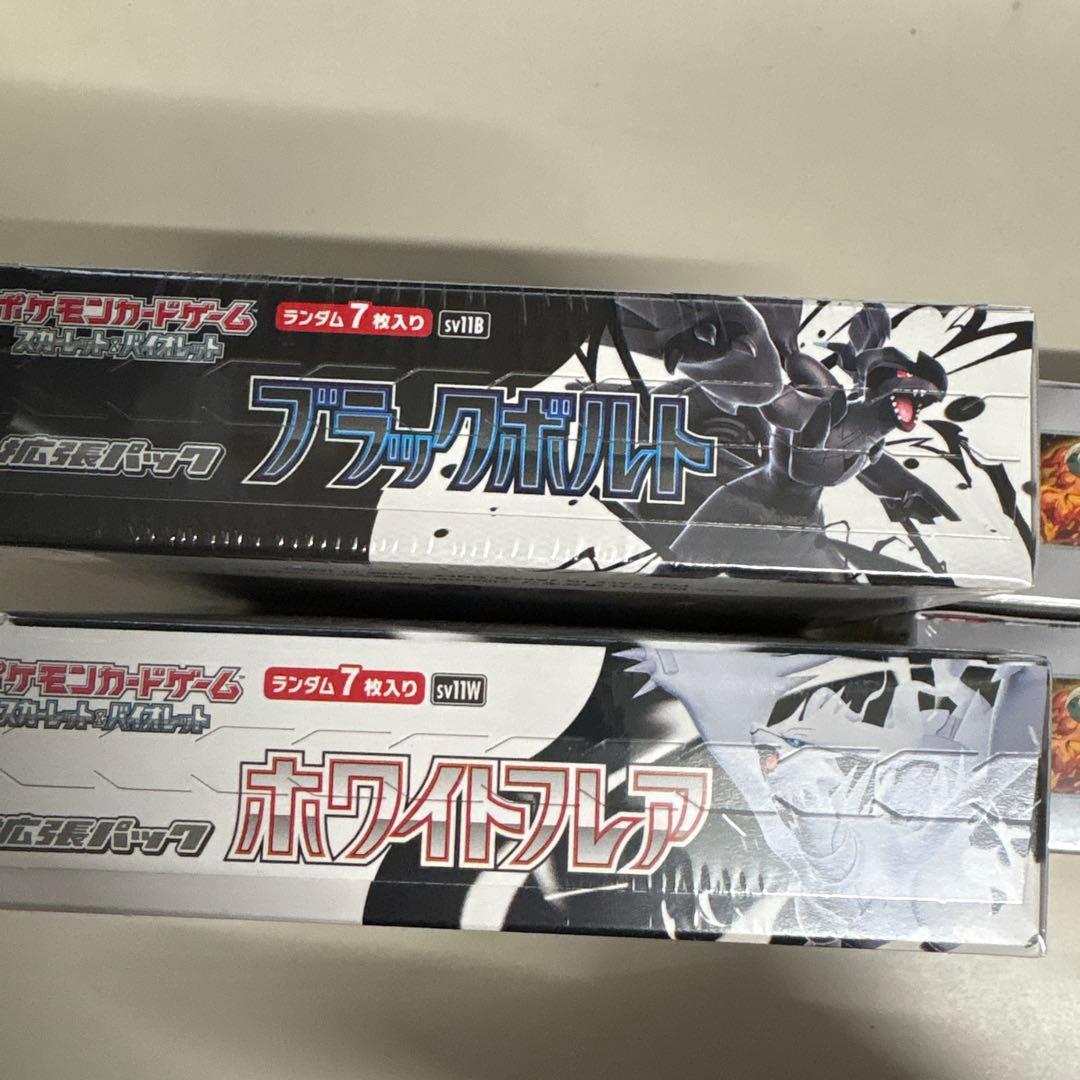 ポケモンカードゲーム
スカーレット&バイオレット
ランダム7枚入り sv11B
拡張パック
ブラックボルト
ポケモンカードゲーム
スカーレット&バイオレット
ランダム7枚入り sv11W
拡張パック
ホワイトフレア